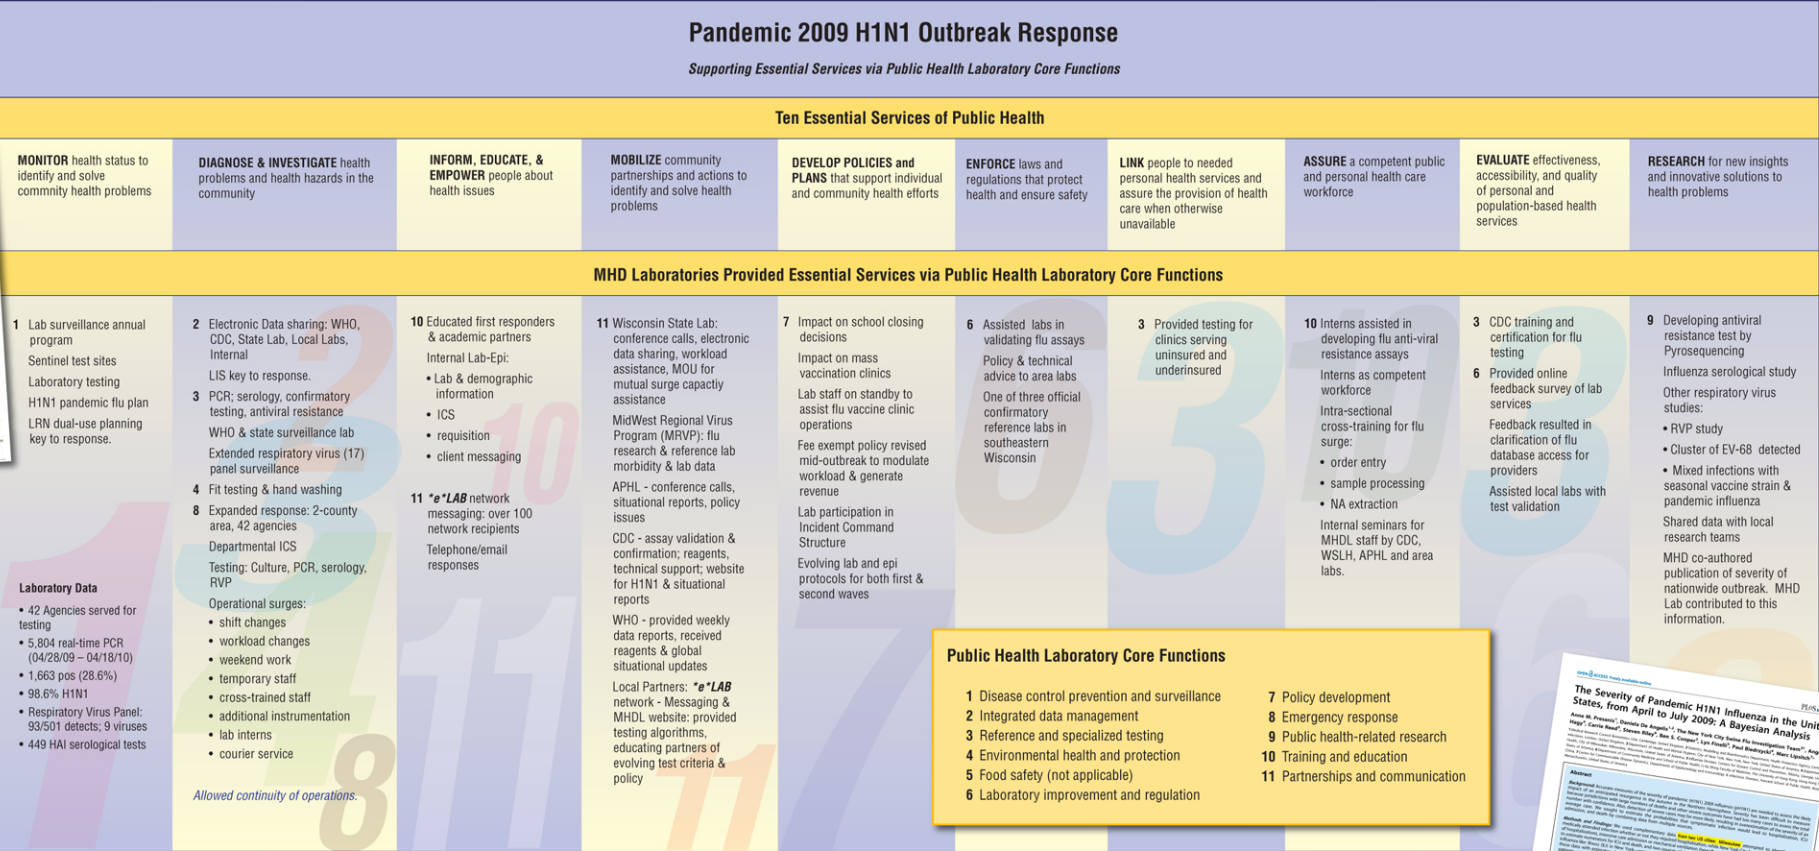 Pandemic 2009 H1N1 Outbreak Response
Supporting Essential Services via Public Health Laboratory Core Functions
Ten Essential Services of Public Health
MONITOR health status to
identify and solve
commnity health problems
DIAGNOSE & INVESTIGATE health
problems and health hazards in the
community
INFORM, EDUCATE, &
EMPOWER people about
health issues
MOBILIZE community
partnerships and actions to
identify and solve health
problems
DEVELOP POLICIES and
PLANS that support individual
and community health efforts
ENFORCE laws and
regulations that protect
health and ensure safety
LINK people to needed
personal health services and
assure the provision of health
care when otherwise
unavailable
ASSURE a competent public
and personal health care
workforce
EVALUATE effectiveness,
accessibility, and quality
of personal and
population-based health
services
RESEARCH for new insights
and innovative solutions to
health problems
MHD Laboratories Provided Essential Services via Public Health Laboratory Core Functions
1 Lab surveillance annual
program
Sentinel test sites
Laboratory testing
H1N1 pandemic flu plan
LRN dual-use planning
key to response.
1
Laboratory Data
• 42 Agencies served for
testing
• 5,804 real-time PCR
(04/28/09 – 04/18/10)
• 1,663 pos (28.6%)
• 98.6% H1N1
• Respiratory Virus Panel:
93/501 detects; 9 viruses
• 449 HAI serological tests
2 Electronic Data sharing: WHO,
CDC, State Lab, Local Labs,
Internal
LIS key to response.
3 PCR; serology, confirmatory
testing, antiviral resistance
WHO & state surveillance lab
Extended respiratory virus (17)
panel surveillance
4 Fit testing & hand washing
8 Expanded response: 2-county
area, 42 agencies
Departmental ICS
Testing: Culture, PCR, serology,
RVP
Operational surges:
• shift changes
• workload changes
• weekend work
• temporary staff
• cross-trained staff
• additional instrumentation
• lab interns
• courier service
Allowed continuity of operations.
2
3
4
8
10 Educated first responders
& academic partners
Internal Lab-Epi:
• Lab & demographic
information
• ICS
• requisition
• client messaging
11 *e*LAB network
messaging: over 100
network recipients
Telephone/email
responses
10
11
11 Wisconsin State Lab:
conference calls, electronic
data sharing, workload
assistance, MOU for
mutual surge capactiy
assistance
MidWest Regional Virus
Program (MRVP): flu
research & reference lab
morbidity & lab data
APHL - conference calls,
situational reports, policy
issues
CDC - assay validation &
confirmation; reagents,
technical support; website
for H1N1 & situational
reports
WHO - provided weekly
data reports, received
reagents & global
situational updates
Local Partners: *e*LAB
network - Messaging &
MHDL website: provided
testing algorithms,
educating partners of
evolving test criteria &
policy
11
7 Impact on school closing
decisions
Impact on mass
vaccination clinics
Lab staff on standby to
assist flu vaccine clinic
operations
Fee exempt policy revised
mid-outbreak to modulate
workload & generate
revenue
Lab participation in
Incident Command
Structure
Evolving lab and epi
protocols for both first &
second waves
7
6 Assisted labs in
validating flu assays
Policy & technical
advice to area labs
One of three official
confirmatory
reference labs in
southeastern
Wisconsin
6
3 Provided testing for
clinics serving
uninsured and
underinsured
3
10 Interns assisted in
developing flu anti-viral
resistance assays
Interns as competent
workforce
Intra-sectional
cross-training for flu
surge:
• order entry
• sample processing
• NA extraction
Internal seminars for
MHDL staff by CDC,
WSLH, APHL and area
labs.
10
3 CDC training and
certification for flu
testing
6 Provided online
feedback survey of lab
services
Feedback resulted in
clarification of flu
database access for
providers
Assisted local labs with
test validation
3
6
9 Developing antiviral
resistance test by
Pyrosequencing
Influenza serological study
Other respiratory virus
studies:
• RVP study
• Cluster of EV-68 detected
• Mixed infections with
seasonal vaccine strain &
pandemic influenza
Shared data with local
research teams
MHD co-authored
publication of severity of
nationwide outbreak. MHD
Lab contributed to this
information.
Public Health Laboratory Core Functions
1 Disease control prevention and surveillance
2 Integrated data management
3 Reference and specialized testing
4 Environmental health and protection
5 Food safety (not applicable)
6 Laboratory improvement and regulation
7 Policy development
8 Emergency response
9 Public health-related research
10 Training and education
11 Partnerships and communication
OPEN ACCESS Freely available online
The Severity of Pandemic H1N1 Influenza in the
States, from April to July 2009: A Bayesian Analysis
Abstract